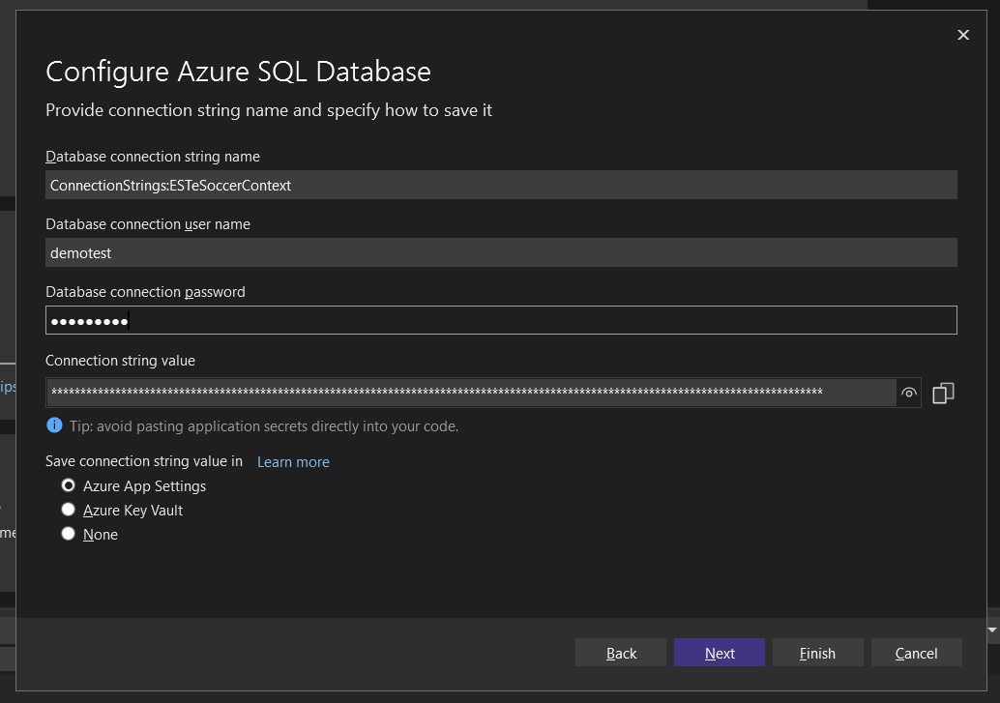 Configure Azure SQL Database
Provide connection string name and specify how to save it
Database connection string name
ConnectionStrings:ESTeSoccerContext
Database connection user name
demotest
Database connection password
●●●●●●●●●
Connection string value
Tip: avoid pasting application secrets directly into your code.
Save connection string value in Learn more
Azure App Settings
Azure Key Vault
None
Back Next Finish Cancel